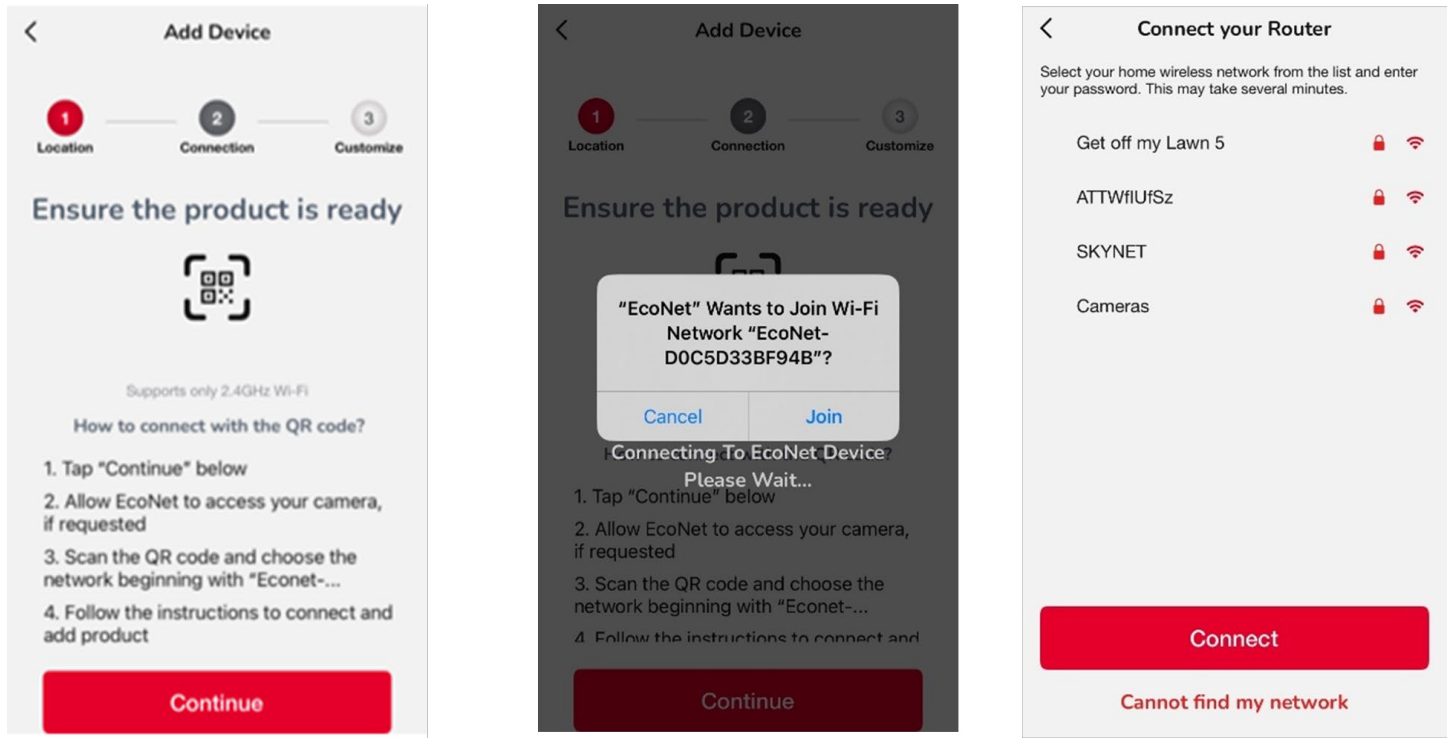 Add Device
1
2
3
Location
Connection
Customize
Ensure the product is ready
Supports only 2.4GHz Wi-Fi
How to connect with the QR code?
1. Tap "Continue" below
2. Allow EcoNet to access your camera,
if requested
3. Scan the QR code and choose the
network beginning with "Econet-...
4. Follow the instructions to connect and
add product
Continue
Add Device
1
2
3
Location
Connection
Customize
Ensure the product is ready
"EcoNet" Wants to Join Wi-Fi
Network "EcoNet-
D0C5D33BF94B"?
Cancel
Join
Connecting To EcoNet Device
Please Wait...
1. Tap "Continue" below
2. Allow EcoNet to access your camera,
if requested
3. Scan the QR code and choose the
network beginning with "Econet-...
4. Follow the instructions to connect and
Continue
Connect your Router
Select your home wireless network from the list and enter
your password. This may take several minutes.
Get off my Lawn 5
ATTWflUfSz
SKYNET
Cameras
Connect
Cannot find my network